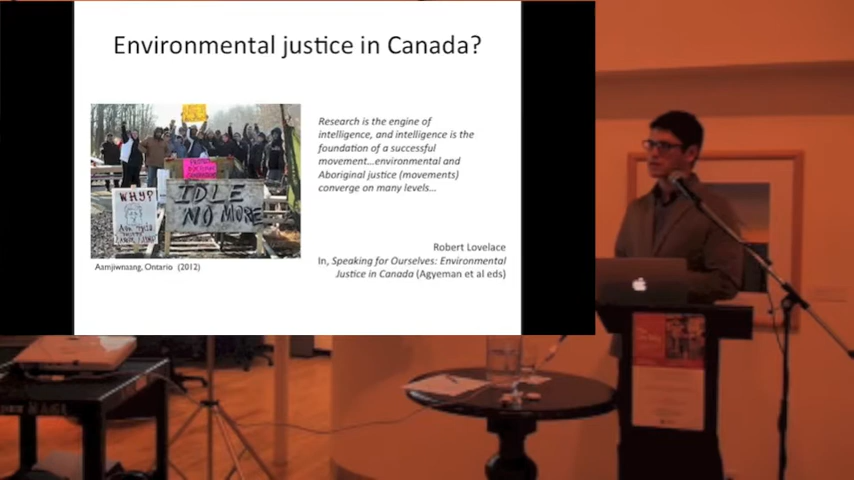 Environmental justice in Canada?
Research is the engine of
intelligence, and intelligence is the
foundation of a successful
movement...environmental and
Aboriginal justice (movements)
converge on many levels...
WHY?
IDLE
NO MORE
Robert Lovelace
In, Speaking for Ourselves: Environmental
Justice in Canada (Agyeman et al eds)
Aamjiwnaang, Ontario (2012)